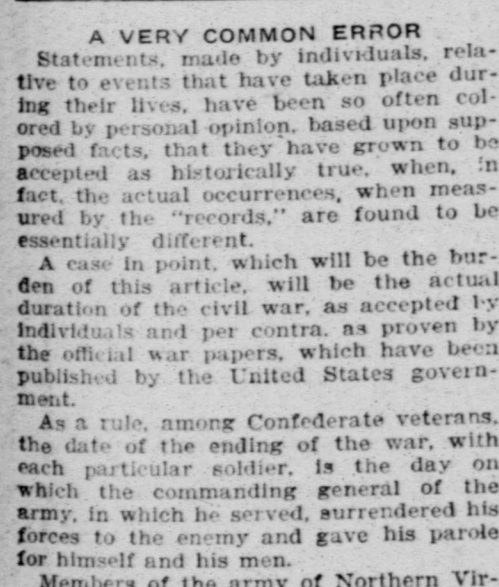 A VERY COMMON ERROR
Statements, made by individuals, rela-
tive to events that have taken place dur-
ing their lives, have been so often col-
ored by personal opinion, based upon sup-
posed facts, that they have grown to be
accepted as historically true, when, in
fact, the actual occurrences, when meas-
ured by the "records," are found to be
essentially different.
A case in point, which will be the bur-
den of this article, will be the actual
duration of the civil war, as accepted by
individuals and per contra, as proven by
the official war papers, which have been
published by the United States govern-
ment.
As a rule, among Confederate veterans,
the date of the ending of the war, with
each particular soldier, is the day on
which the commanding general of the
army, in which he served, surrendered his
forces to the enemy and gave his parole
for himself and his men.
Members of the army of Northern Vir-